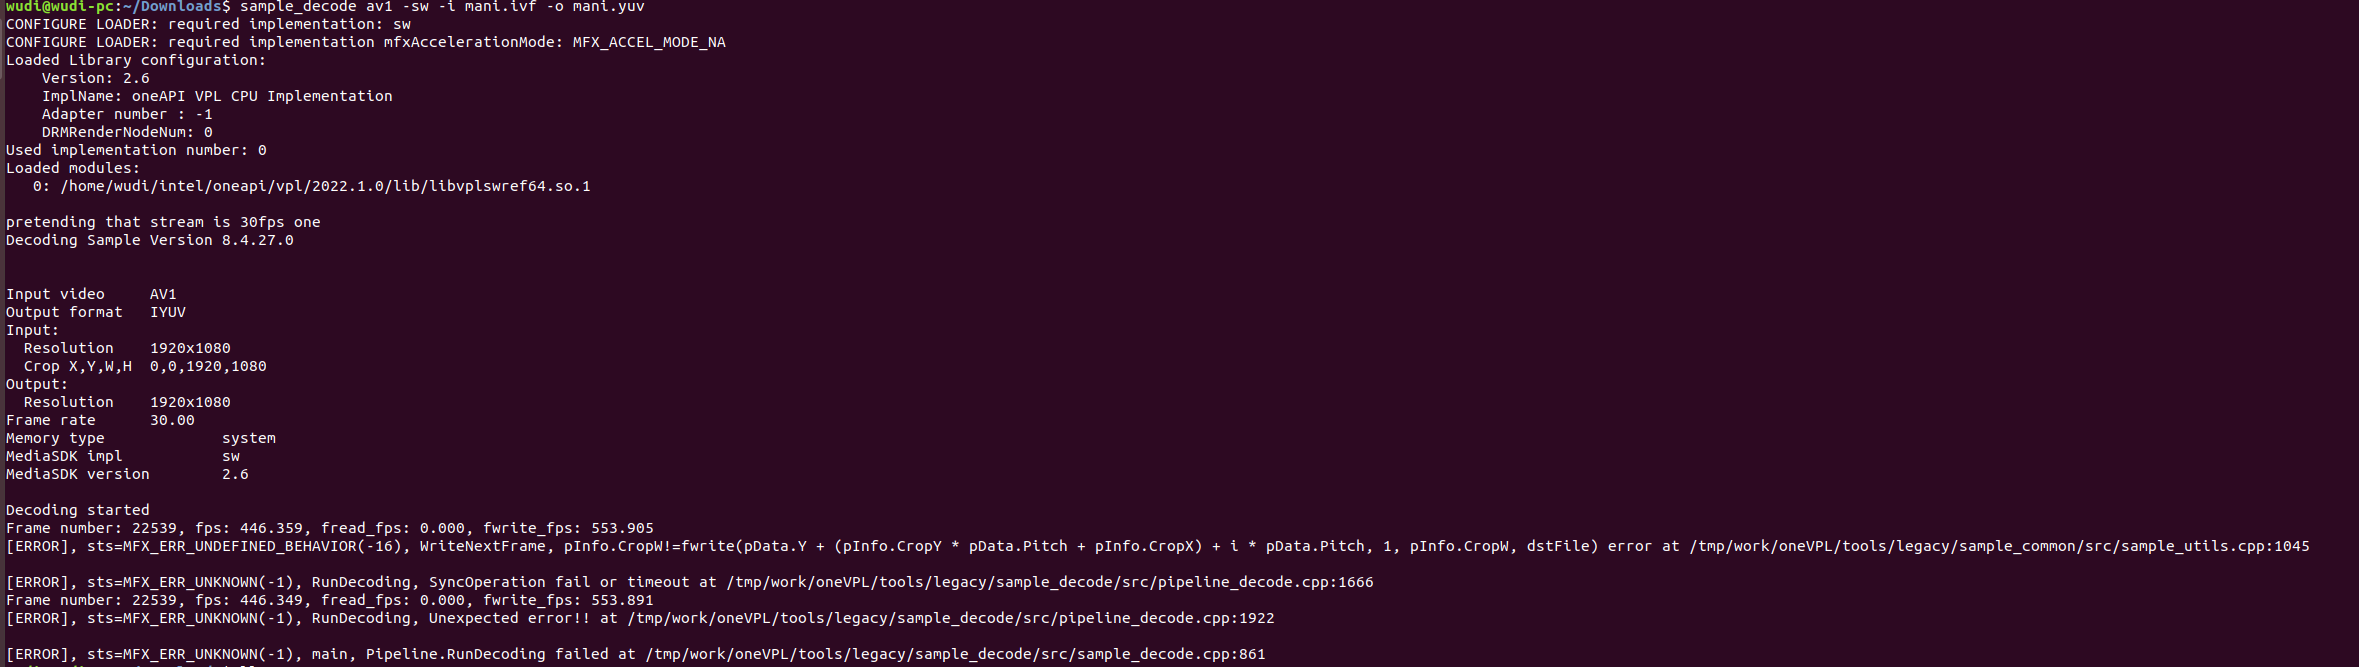 wudi@wudi-pc:~/Downloads$ sample_decode av1 -sw -i mani.ivf -o mani.yuv
CONFIGURE LOADER: required implementation: sw
CONFIGURE LOADER: required implementation mfxAccelerationMode: MFX_ACCEL_MODE_NA
Loaded Library configuration:
    Version: 2.6
    ImplName: oneAPI VPL CPU Implementation
    Adapter number : -1
    DRMRenderNodeNum: 0
Used implementation number: 0
Loaded modules:
   0: /home/wudi/intel/oneapi/vpl/2022.1.0/lib/libvplswref64.so.1
pretending that stream is 30fps one
Decoding Sample Version 8.4.27.0
Input video     AV1
Output format   IYUV
Input:
  Resolution    1920x1080
  Crop X,Y,W,H  0,0,1920,1080
Output:
  Resolution    1920x1080
Frame rate      30.00
Memory type             system
MediaSDK impl           sw
MediaSDK version        2.6
Decoding started
Frame number: 22539, fps: 446.359, fread_fps: 0.000, fwrite_fps: 553.905
[ERROR], sts=MFX_ERR_UNDEFINED_BEHAVIOR(-16), WriteNextFrame, pInfo.CropW!=fwrite(pData.Y + (pInfo.CropY * pData.Pitch + pInfo.CropX) + i * pData.Pitch, 1, pInfo.CropW, dstFile) error at /tmp/work/oneVPL/tools/legacy/sample_common/src/sample_utils.cpp:1045
[ERROR], sts=MFX_ERR_UNKNOWN(-1), RunDecoding, SyncOperation fail or timeout at /tmp/work/oneVPL/tools/legacy/sample_decode/src/pipeline_decode.cpp:1666
Frame number: 22539, fps: 446.349, fread_fps: 0.000, fwrite_fps: 553.891
[ERROR], sts=MFX_ERR_UNKNOWN(-1), RunDecoding, Unexpected error!! at /tmp/work/oneVPL/tools/legacy/sample_decode/src/pipeline_decode.cpp:1922
[ERROR], sts=MFX_ERR_UNKNOWN(-1), main, Pipeline.RunDecoding failed at /tmp/work/oneVPL/tools/legacy/sample_decode/src/sample_decode.cpp:861